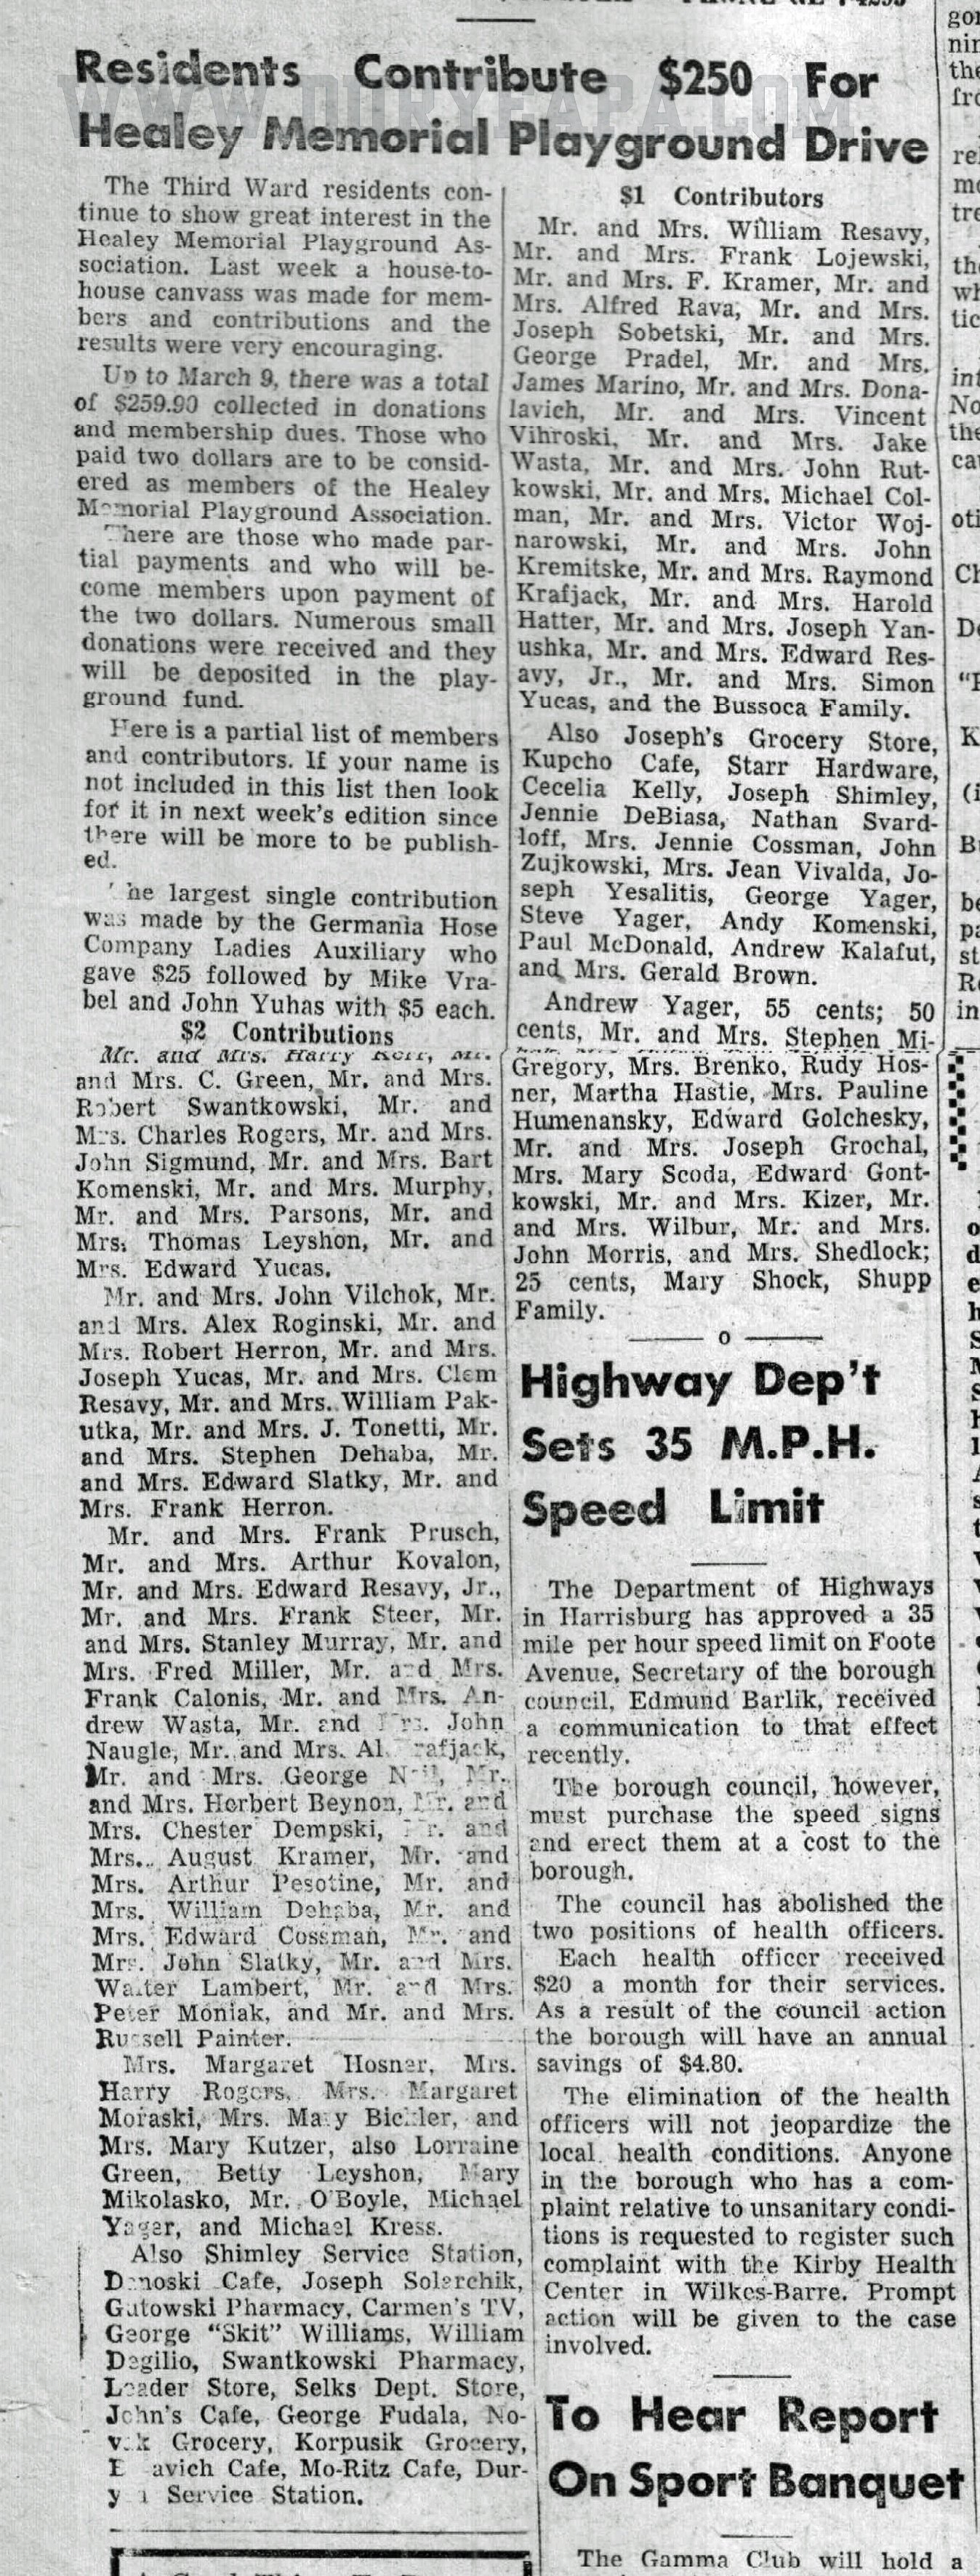 WWW.DURYEAPA.COM
Residents Contribute $250 For
Healey Memorial Playground Drive
The Third Ward residents con-
tinue to show great interest in the
Healey Memorial Playground As-
sociation. Last week a house-to-
house canvass was made for mem-
bers and contributions and the
results were very encouraging.
Up to March 9, there was a total
of $259.90 collected in donations
and membership dues. Those who
paid two dollars are to be consid-
ered as members of the Healey
Memorial Playground Association.
There are those who made par-
tial payments and who will be-
come members upon payment of
the two dollars. Numerous small
donations were received and they
will be deposited in the play-
ground fund.
Here is a partial list of members
and contributors. If your name is
not included in this list then look
for it in next week's edition since
there will be more to be publish-
ed.
The largest single contribution
was made by the Germania Hose
Company Ladies Auxiliary who
gave $25 followed by Mike Vra-
bel and John Yuhas with $5 each.
$2 Contributions
Mr. and Mrs. Harry Kerr, Mr.
and Mrs. C. Green, Mr. and Mrs.
Robert Swantkowski, Mr. and
Mrs. Charles Rogers, Mr. and Mrs.
John Sigmund, Mr. and Mrs. Bart
Komenski, Mr. and Mrs. Murphy,
Mr. and Mrs. Parsons, Mr. and
Mrs. Thomas Leyshon, Mr. and
Mrs. Edward Yucas.
Mr. and Mrs. John Vilchok, Mr.
and Mrs. Alex Roginski, Mr. and
Mrs. Robert Herron, Mr. and Mrs.
Joseph Yucas, Mr. and Mrs. Clem
Resavy, Mr. and Mrs. William Pak-
utka, Mr. and Mrs. J. Tonetti, Mr.
and Mrs. Stephen Dehaba, Mr.
and Mrs. Edward Slatky, Mr. and
Mrs. Frank Herron.
Mr. and Mrs. Frank Prusch,
Mr. and Mrs. Arthur Kovalon,
Mr. and Mrs. Edward Resavy, Jr.,
Mr. and Mrs. Frank Steer, Mr.
and Mrs. Stanley Murray, Mr. and
Mrs. Fred Miller, Mr. and Mrs.
Frank Calonis, Mr. and Mrs. An-
drew Wasta, Mr. and Mrs. John
Naugle, Mr. and Mrs. Al. rafjack,
Mr. and Mrs. George Mr.
and Mrs. Herbert Beynon, Mr. and
Mrs. Chester Dempski, Mr. and
Mrs. August Kramer, Mr. and
Mrs. Arthur Pesotine, Mr. and
Mrs. William Dehaba, Mr. and
Mrs. Edward Cossman, Mr. and
Mrs. John Slatky, Mr. and Mrs.
Walter Lambert, Mr. and Mrs.
Peter Moniak, and Mr. and Mrs.
Russell Painter.
Mrs. Margaret Hosner, Mrs.
Harry Rogers, Mrs. Margaret
Moraski, Mrs. Mary Bickler, and
Mrs. Mary Kutzer, also Lorraine
Green, Betty Leyshon, Mary
Mikolasko, Mr. O'Boyle, Michael
Yager, and Michael Kress.
Also Shimley Service Station,
Danoski Cafe, Joseph Solarchik,
Gutowski Pharmacy, Carmen's TV,
George "Skit" Williams, William
Degilio, Swantkowski Pharmacy,
Leader Store, Selks Dept. Store,
John's Cafe, George Fudala, No-
vak Grocery, Korpusik Grocery,
avich Cafe, Mo-Ritz Cafe, Dur-
yea Service Station.
$1 Contributors
Mr. and Mrs. William Resavy,
Mr. and Mrs. Frank Lojewski,
Mr. and Mrs. F. Kramer, Mr. and
Mrs. Alfred Rava, Mr. and Mrs.
Joseph Sobetski, Mr. and Mrs.
George Pradel, Mr. and Mrs.
James Marino, Mr. and Mrs. Dona-
lavich, Mr. and Mrs. Vincent
Vihroski, Mr. and Mrs. Jake
Wasta, Mr. and Mrs. John Rut-
kowski, Mr. and Mrs. Michael Col-
man, Mr. and Mrs. Victor Woj-
narowski, Mr. and Mrs. John
Kremitske, Mr. and Mrs. Raymond
Krafjack, Mr. and Mrs. Harold
Hatter, Mr. and Mrs. Joseph Yan-
ushka, Mr. and Mrs. Edward Res-
avy, Jr., Mr. and Mrs. Simon
Yucas, and the Bussoca Family.
Also Joseph's Grocery Store,
Kupcho Cafe, Starr Hardware,
Cecelia Kelly, Joseph Shimley,
Jennie DeBiasa, Nathan Svard-
loff, Mrs. Jennie Cossman, John
Zujkowski, Mrs. Jean Vivalda, Jo-
seph Yesalitis, George Yager,
Steve Yager, Andy Komenski,
Paul McDonald, Andrew Kalafut,
and Mrs. Gerald Brown.
Andrew Yager, 55 cents; 50
cents, Mr. and Mrs. Stephen Mi-
Gregory, Mrs. Brenko, Rudy Hos-
ner, Martha Hastie, Mrs. Pauline
Humenansky, Edward Golchesky,
Mr. and Mrs. Joseph Grochal,
Mrs. Mary Scoda, Edward Gont-
kowski, Mr. and Mrs. Kizer, Mr.
and Mrs. Wilbur, Mr. and Mrs.
John Morris, and Mrs. Shedlock;
25 cents, Mary Shock, Shupp
Family.
o
Highway Dep't
Sets 35 M.P.H.
Speed Limit
The Department of Highways
in Harrisburg has approved a 35
mile per hour speed limit on Foote
Avenue, Secretary of the borough
council, Edmund Barlik, received
a communication to that effect
recently.
The borough council, however,
must purchase the speed signs
and erect them at a cost to the
borough.
The council has abolished the
two positions of health officers.
Each health officer received
$20 a month for their services.
As a result of the council action
the borough will have an annual
savings of $4.80.
The elimination of the health
officers will not jeopardize the
local health conditions. Anyone
in the borough who has a com-
plaint relative to unsanitary condi-
tions is requested to register such
complaint with the Kirby Health
Center in Wilkes-Barre. Prompt
action will be given to the case
involved.
To Hear Report
On Sport Banquet
The Gamma Club will hold a